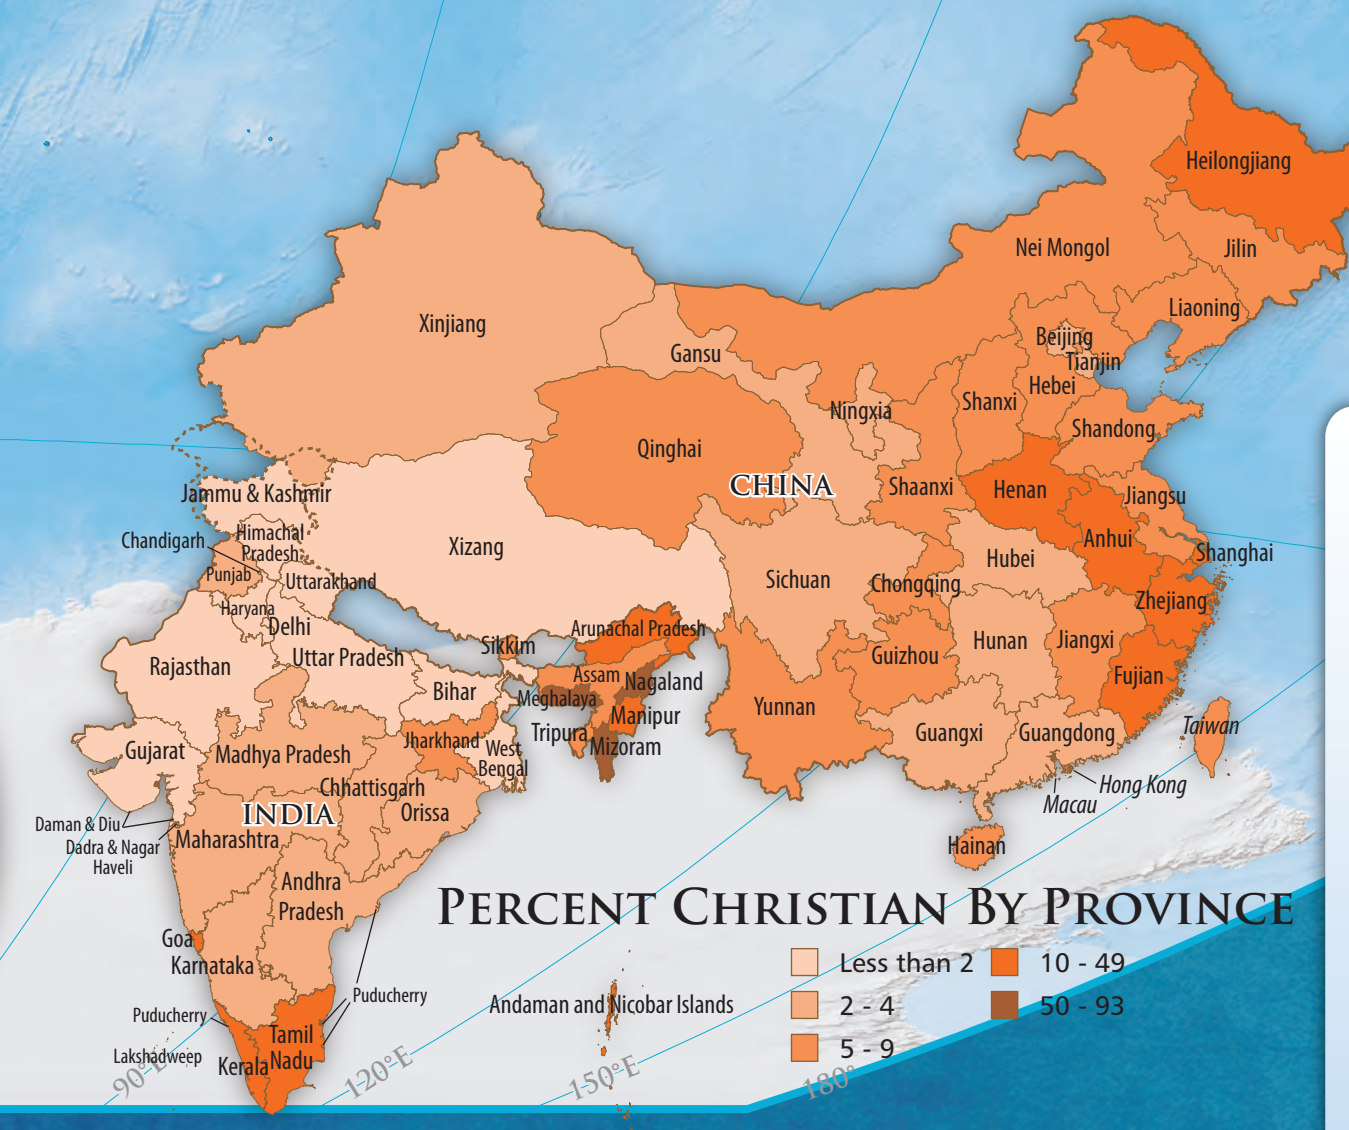 Heilongjiang
Nei Mongol
Jilin
Liaoning
Xinjiang
Gansu
Beijing
Tianjin
Hebei
Ningxia
Shanxi
Shandong
Qinghai
CHINA
Shaanxi
Henan
Jiangsu
Jammu & Kashmir
Himachal
Pradesh
Chandigarh
Xizang
Anhui
Shanghai
Hubei
Punjab
Uttarakhand
Sichuan
Chongqing
Zhejiang
Haryana
Delhi
Arunachal Pradesh
Sikkim
Hunan
Jiangxi
Uttar Pradesh
Guizhou
Rajasthan
Assam
Nagaland
Fujian
Bihar
Meghalaya
Yunnan
Manipur
Guangxi
Guangdong
Taiwan
Tripura
Mizoram
Jharkhand
West
Bengal
Gujarat
Madhya Pradesh
Chhattisgarh
Hong Kong
Macau
INDIA
Orissa
Daman & Diu
Dadra & Nagar
Haveli
Maharashtra
Hainan
Andhra
Pradesh
PERCENT CHRISTIAN BY PROVINCE
Goa
Karnataka
Less than 2
10 - 49
2 - 4
50 - 93
5 - 9
Puducherry
Andaman and Nicobar Islands
Puducherry
Tamil
Nadu
Lakshadweep
Kerala
90°E
120°E
150°E
180°